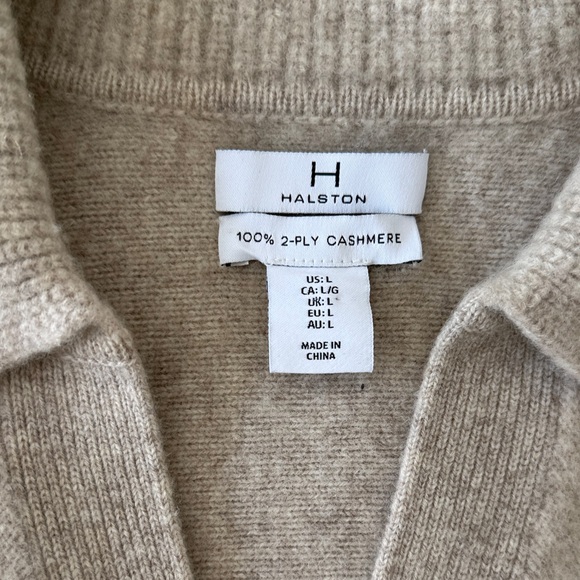 H
HALSTON
100% 2-PLY CASHMERE
US: L
CA: L/G
UK: L
EU: L
AU: L
MADE IN
CHINA